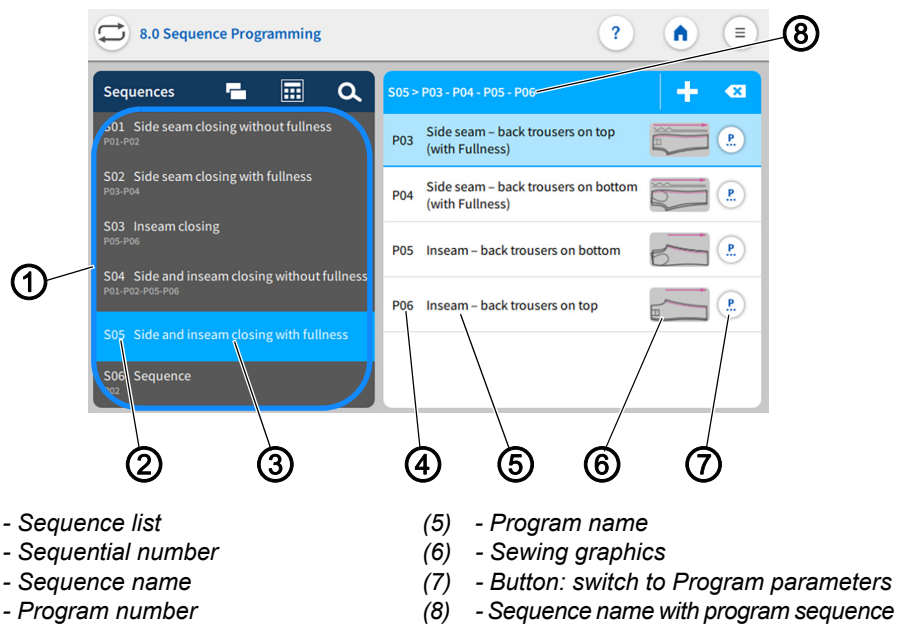 8.0 Sequence Programming
?
8
Sequences
S05 > P03 - P04 - P05 - P06
S01 Side seam closing without fullness
P01-P02
S02 Side seam closing with fullness
P03-P04
S03 Inseam closing
P05-P06
S04 Side and inseam closing without fullness
P01-P02-P05-P06
S05 Side and inseam closing with fullness
S06 Sequence
P02
P03 Side seam – back trousers on top
(with Fullness)
P...
P04 Side seam – back trousers on bottom
(with Fullness)
P...
P05 Inseam – back trousers on bottom
P...
P06 Inseam – back trousers on top
P...
1
2
3
4
5
6
7
- Sequence list
- Sequential number
- Sequence name
- Program number
(5) - Program name
(6) - Sewing graphics
(7) - Button: switch to Program parameters
(8) - Sequence name with program sequence